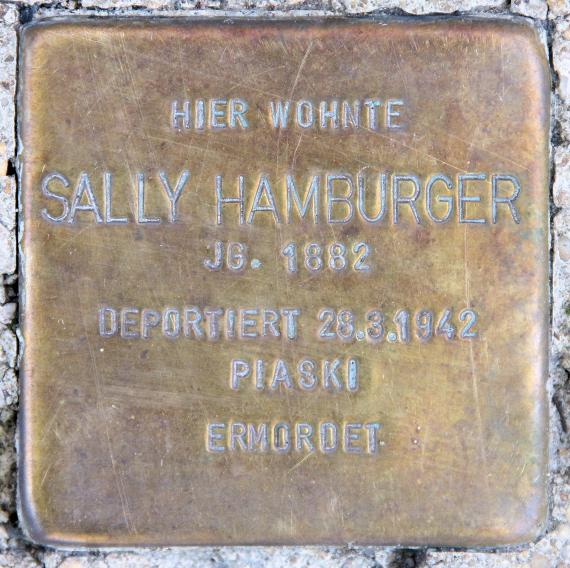 HIER WOHNTE
SALLY HAMBURGER
JG. 1882
DEPORTIERT 28.3.1942
PIASKI
ERMORDET